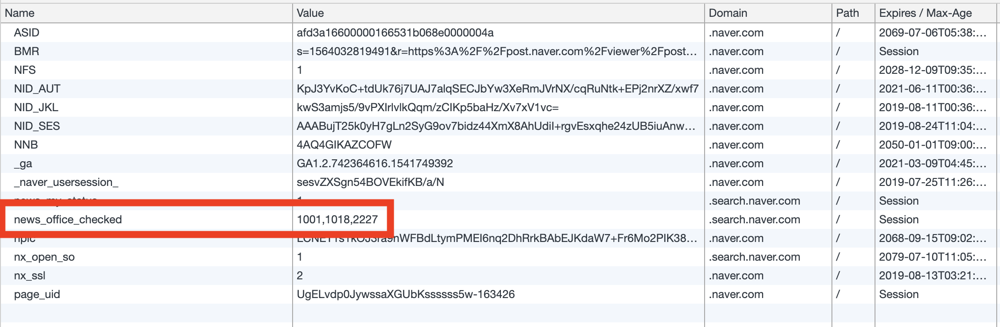 Name Value Domain Path Expires / Max-Age
ASID afd3a16600000166531b068e0000004a .naver.com / 2069-07-06T05:38:...
BMR s=1564032819491&r=https%3A%2F%2Fpost.naver.com%2Fviewer%2Fpost... .naver.com / Session
NFS 1 .naver.com / 2028-12-09T09:35:...
NID_AUT KpJ3YvKoC+tdUk76j7UAJ7alqSECJbYw3XeRmJVrNX/cqRuNtk+EPj2nrXZ/xwf7 .naver.com / 2021-06-11T00:36:...
NID_JKL kwS3amjs5/9vPXIrlvlkQqm/zCIKp5baHz/Xv7xV1vc= .naver.com / 2019-08-11T00:36:...
NID_SES AAABujT25k0yH7gLn2SyG9ov7bidz44XmX8AhUdiI+rgvEsxqhe24zUB5iuAnw... .naver.com / 2019-08-24T11:04:...
NNB 4AQ4GIKAZCOFW .naver.com / 2050-01-01T09:00:...
_ga GA1.2.742364616.1541749392 .naver.com / 2021-03-09T04:45:...
_naver_usersession_ sesvZXSgn54BOVEkifKB/a/N .naver.com / 2019-07-25T11:26:...
news_my_status 1 .search.naver.com / Session
news_office_checked 1001,1018,2227 .search.naver.com / Session
.naver.com / 2068-09-15T09:02:...
nx_open_so 1 .search.naver.com / 2079-07-10T11:05:...
nx_ssl 2 .naver.com / 2019-08-13T03:21:...
page_uid UgELvdp0JywssaXGUbKssssss5w-163426 .naver.com / Session